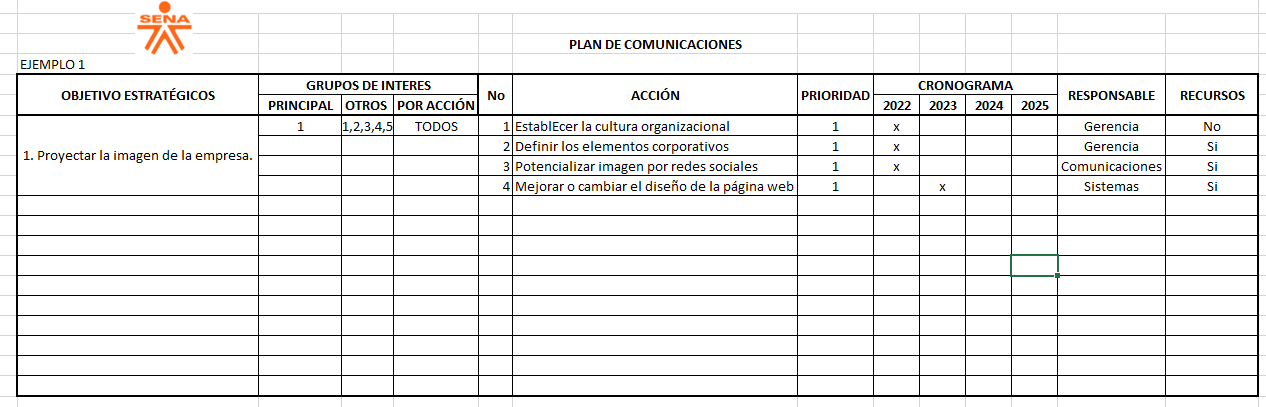 SENA
PLAN DE COMUNICACIONES
EJEMPLO 1
OBJETIVO ESTRATÉGICOS GRUPOS DE INTERES No ACCIÓN PRIORIDAD CRONOGRAMA RESPONSABLE RECURSOS
PRINCIPAL OTROS POR ACCIÓN 2022 2023 2024 2025
1. Proyectar la imagen de la empresa.
1 1,2,3,4,5 TODOS 1 EstablEcer la cultura organizacional 1 x Gerencia No
2 Definir los elementos corporativos 1 x Gerencia Si
3 Potencializar imagen por redes sociales 1 x Comunicaciones Si
4 Mejorar o cambiar el diseño de la página web 1 x Sistemas Si